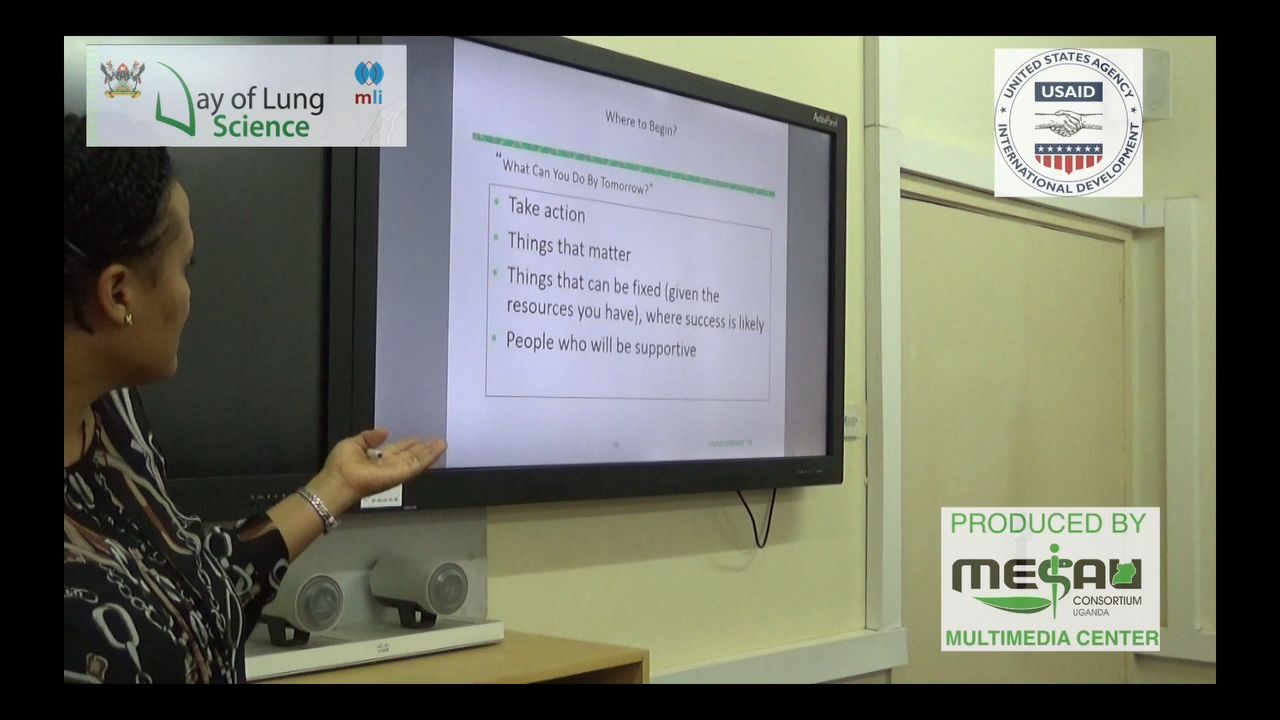 Day of Lung
Science
mli
UNITED STATES AGENCY
USAID
INTERNATIONAL DEVELOPMENT
ActivPanel
Where to Begin?
“What Can You Do By Tomorrow?”
• Take action
• Things that matter
• Things that can be fixed (given the
resources you have), where success is likely
• People who will be supportive
PRODUCED BY
MESAU
CONSORTIUM
UGANDA
MULTIMEDIA CENTER